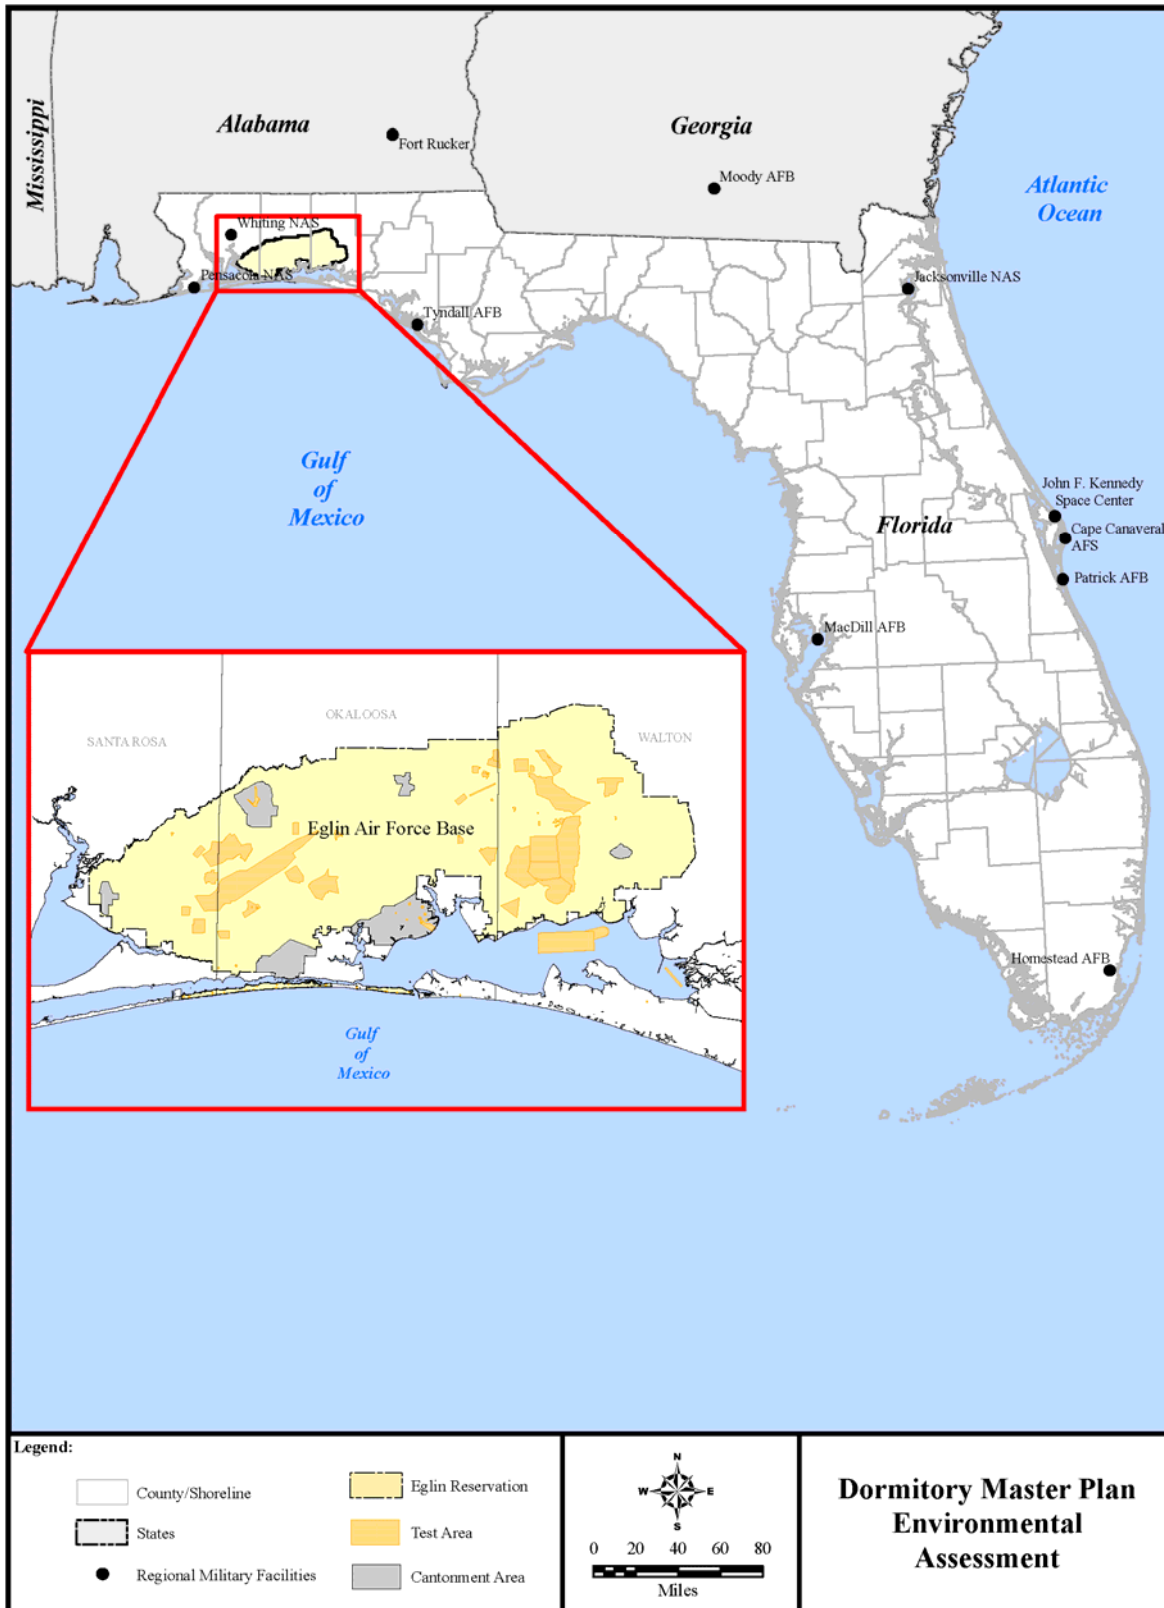 Mississippi
Alabama
Georgia
Fort Rucker
Moody AFB
Atlantic
Ocean
Whiting NAS
Pensacola NAS
Jacksonville NAS
Tyndall AFB
Gulf
of
Mexico
John F. Kennedy
Space Center
Florida
Cape Canaveral
AFS
Patrick AFB
MacDill AFB
OKALOOSA
SANTA ROSA
WALTON
Eglin Air Force Base
Homestead AFB
Gulf
of
Mexico
Legend:
County/Shoreline
States
Regional Military Facilities
Eglin Reservation
Test Area
Cantonment Area
N
W
E
S
0 20 40 60 80
Miles
Dormitory Master Plan
Environmental
Assessment